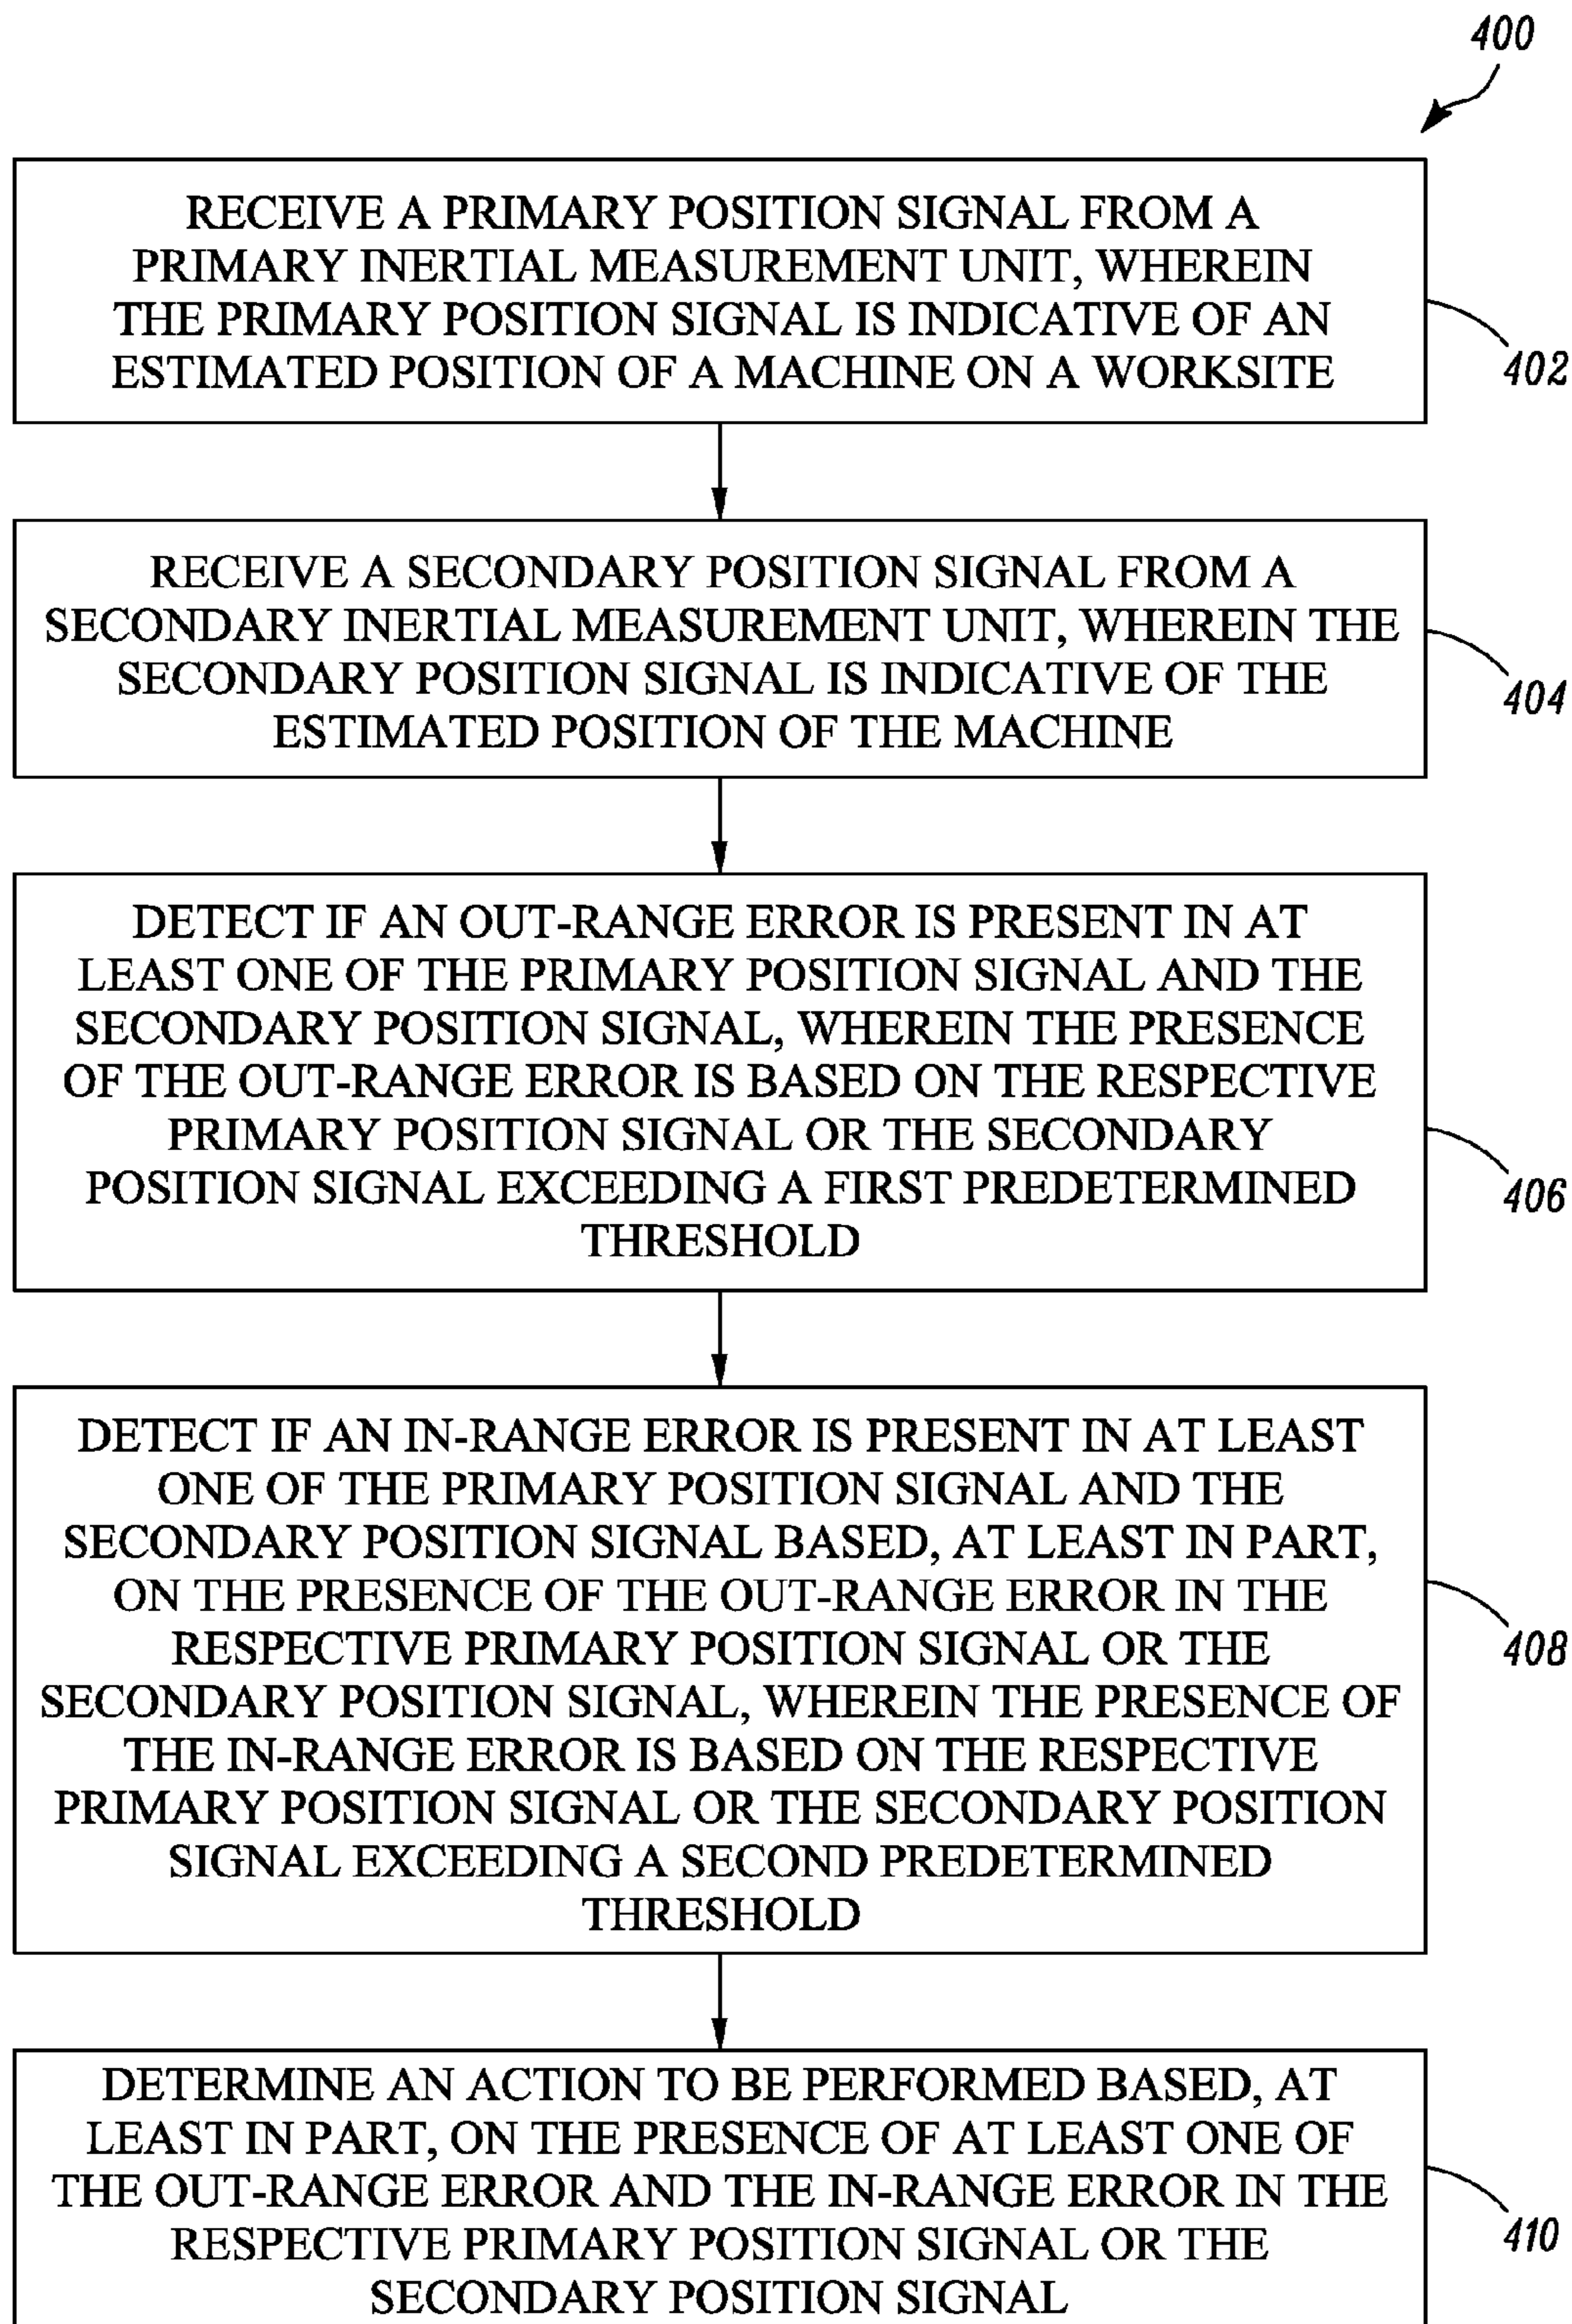 400
RECEIVE A PRIMARY POSITION SIGNAL FROM A
PRIMARY INERTIAL MEASUREMENT UNIT, WHEREIN
THE PRIMARY POSITION SIGNAL IS INDICATIVE OF AN
ESTIMATED POSITION OF A MACHINE ON A WORKSITE
402
RECEIVE A SECONDARY POSITION SIGNAL FROM A
SECONDARY INERTIAL MEASUREMENT UNIT, WHEREIN THE
SECONDARY POSITION SIGNAL IS INDICATIVE OF THE
ESTIMATED POSITION OF THE MACHINE
404
DETECT IF AN OUT-RANGE ERROR IS PRESENT IN AT
LEAST ONE OF THE PRIMARY POSITION SIGNAL AND THE
SECONDARY POSITION SIGNAL, WHEREIN THE PRESENCE
OF THE OUT-RANGE ERROR IS BASED ON THE RESPECTIVE
PRIMARY POSITION SIGNAL OR THE SECONDARY
POSITION SIGNAL EXCEEDING A FIRST PREDETERMINED
THRESHOLD
406
DETECT IF AN IN-RANGE ERROR IS PRESENT IN AT LEAST
ONE OF THE PRIMARY POSITION SIGNAL AND THE
SECONDARY POSITION SIGNAL BASED, AT LEAST IN PART,
ON THE PRESENCE OF THE OUT-RANGE ERROR IN THE
RESPECTIVE PRIMARY POSITION SIGNAL OR THE
SECONDARY POSITION SIGNAL, WHEREIN THE PRESENCE OF
THE IN-RANGE ERROR IS BASED ON THE RESPECTIVE
PRIMARY POSITION SIGNAL OR THE SECONDARY POSITION
SIGNAL EXCEEDING A SECOND PREDETERMINED
THRESHOLD
408
DETERMINE AN ACTION TO BE PERFORMED BASED, AT
LEAST IN PART, ON THE PRESENCE OF AT LEAST ONE OF
THE OUT-RANGE ERROR AND THE IN-RANGE ERROR IN THE
RESPECTIVE PRIMARY POSITION SIGNAL OR THE
SECONDARY POSITION SIGNAL
410